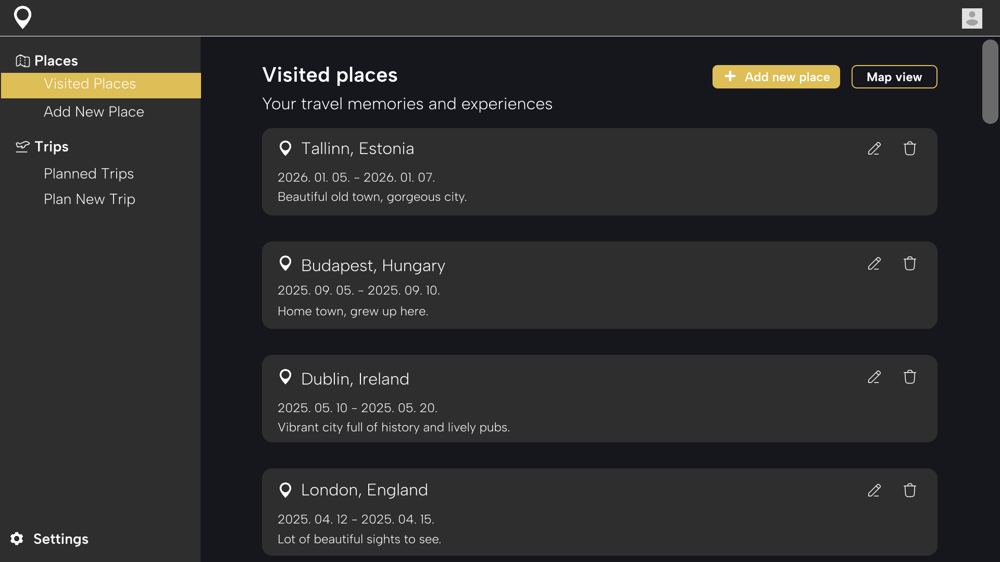 Places
Visited Places
Add New Place
Trips
Planned Trips
Plan New Trip
Settings
Visited places
Your travel memories and experiences
Add new place
Map view
Tallinn, Estonia
2026. 01. 05. - 2026. 01. 07.
Beautiful old town, gorgeous city.
Budapest, Hungary
2025. 09. 05. - 2025. 09. 10.
Home town, grew up here.
Dublin, Ireland
2025. 05. 10 - 2025. 05. 20.
Vibrant city full of history and lively pubs.
London, England
2025. 04. 12 - 2025. 04. 15.
Lot of beautiful sights to see.